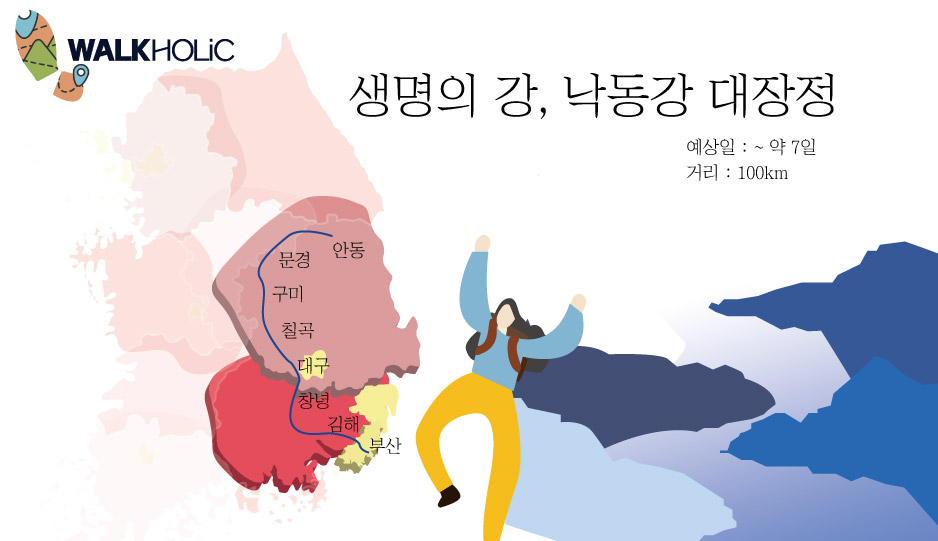 WALKHOLiC
생명의 강, 낙동강 대장정
예상일 : ~ 약 7일
거리 : 100km
안동
문경
구미
칠곡
대구
창녕
김해
부산